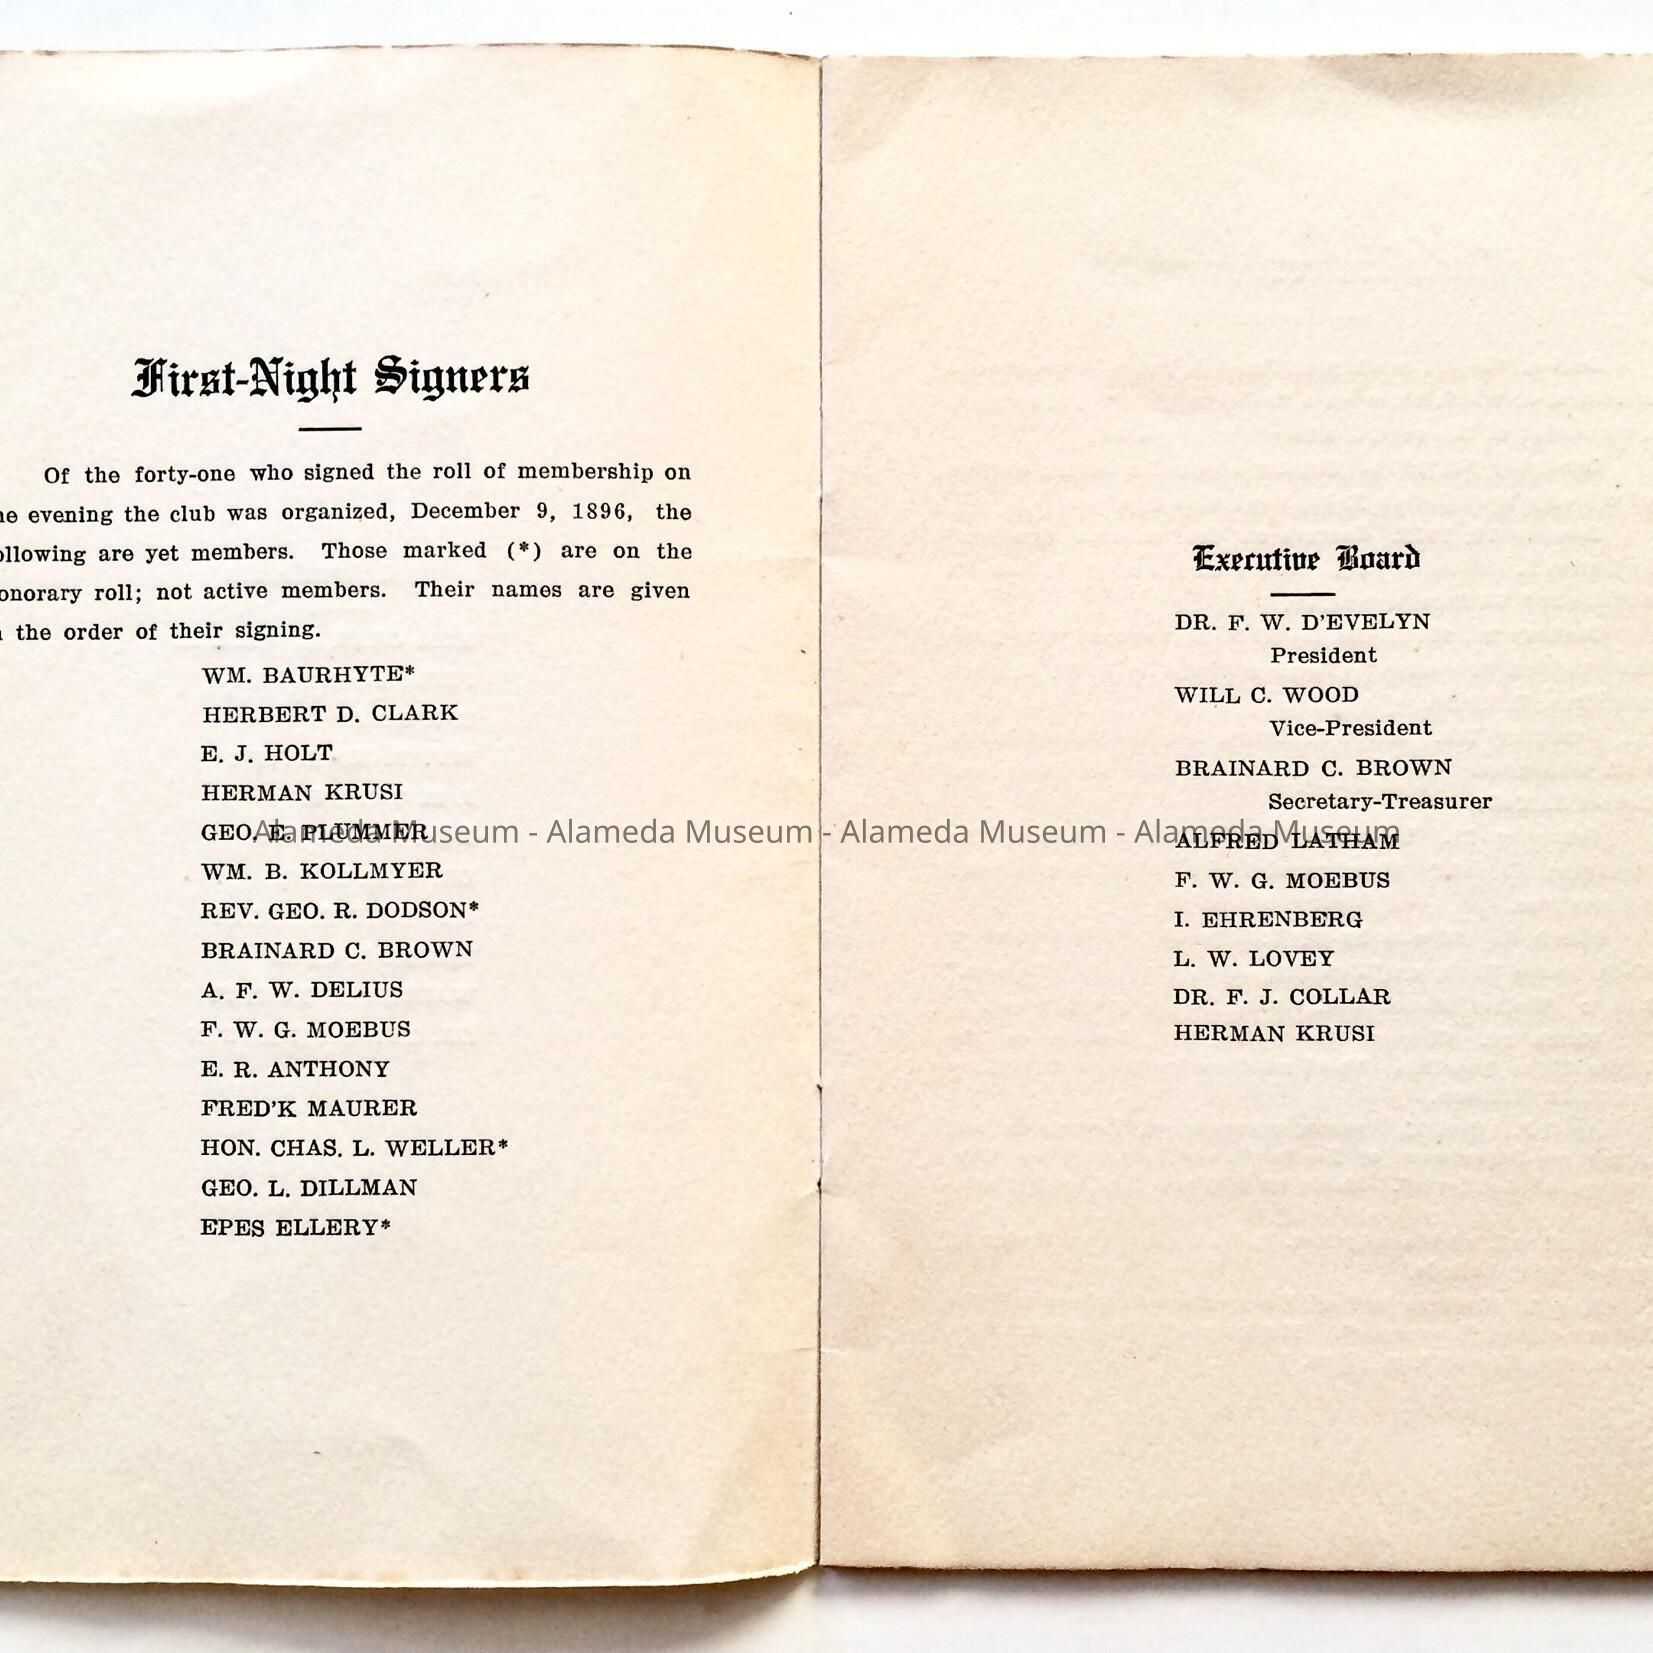 First-Night Signers
Of the forty-one who signed the roll of membership on
he evening the club was organized, December 9, 1896, the
ollowing are yet members. Those marked (*) are on the
onorary roll; not active members. Their names are given
the order of their signing.
WM. BAURHYTE*
HERBERT D. CLARK
E. J. HOLT
HERMAN KRUSI
GEO. E. PLUMMER
WM. B. KOLLMYER
REV. GEO. R. DODSON*
BRAINARD C. BROWN
A. F. W. DELIUS
F. W. G. MOEBUS
E. R. ANTHONY
FRED'K MAURER
HON. CHAS. L. WELLER*
GEO. L. DILLMAN
EPES ELLERY*
Executive Board
DR. F. W. D'EVELYN
President
WILL C. WOOD
Vice-President
BRAINARD C. BROWN
Secretary-Treasurer
ALFRED LATHAM
F. W. G. MOEBUS
I. EHRENBERG
L. W. LOVEY
DR. F. J. COLLAR
HERMAN KRUSI
Alameda Museum - Alameda Museum - Alameda Museum - Alameda Museum